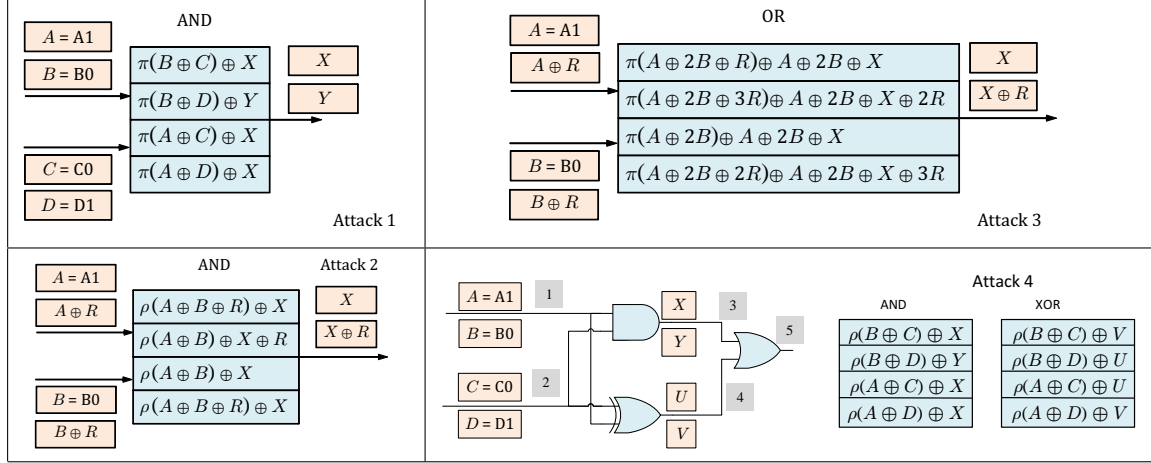 AND
A = A1
B = B0
π(B ⊕ C) ⊕ X
π(B ⊕ D) ⊕ Y
π(A ⊕ C) ⊕ X
π(A ⊕ D) ⊕ X
X
Y
C = C0
D = D1
Attack 1
OR
A = A1
A ⊕ R
π(A ⊕ 2B ⊕ R)⊕ A ⊕ 2B ⊕ X
π(A ⊕ 2B ⊕ 3R)⊕ A ⊕ 2B ⊕ X ⊕ 2R
π(A ⊕ 2B)⊕ A ⊕ 2B ⊕ X
π(A ⊕ 2B ⊕ 2R)⊕ A ⊕ 2B ⊕ X ⊕ 3R
X
X ⊕ R
B = B0
B ⊕ R
Attack 3
AND
Attack 2
A = A1
A ⊕ R
ρ(A ⊕ B ⊕ R) ⊕ X
ρ(A ⊕ B) ⊕ X ⊕ R
ρ(A ⊕ B) ⊕ X
ρ(A ⊕ B ⊕ R) ⊕ X
X
X ⊕ R
B = B0
B ⊕ R
Attack 4
A = A1
1
B = B0
X
3
Y
5
C = C0
2
D = D1
U
4
V
AND
ρ(B ⊕ C) ⊕ X
ρ(B ⊕ D) ⊕ Y
ρ(A ⊕ C) ⊕ X
ρ(A ⊕ D) ⊕ X
XOR
ρ(B ⊕ C) ⊕ V
ρ(B ⊕ D) ⊕ U
ρ(A ⊕ C) ⊕ U
ρ(A ⊕ D) ⊕ V